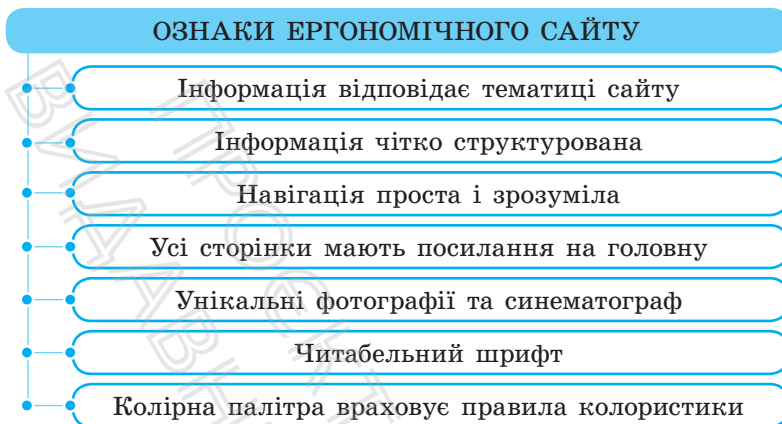 ОЗНАКИ ЕРГОНОМІЧНОГО САЙТУ
Інформація відповідає тематиці сайту
Інформація чітко структурована
Навігація проста і зрозуміла
Усі сторінки мають посилання на головну
Унікальні фотографії та синематограф
Читабельний шрифт
Колірна палітра враховує правила колористики
ПРОЄКТ